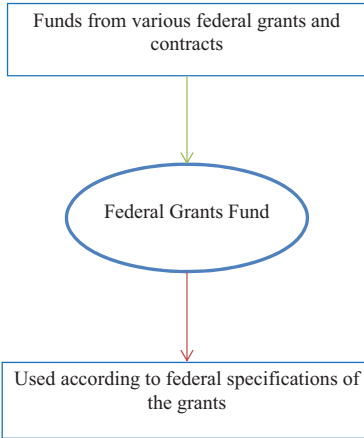 Funds from various federal grants and
contracts
Federal Grants Fund
Used according to federal specifications of
the grants